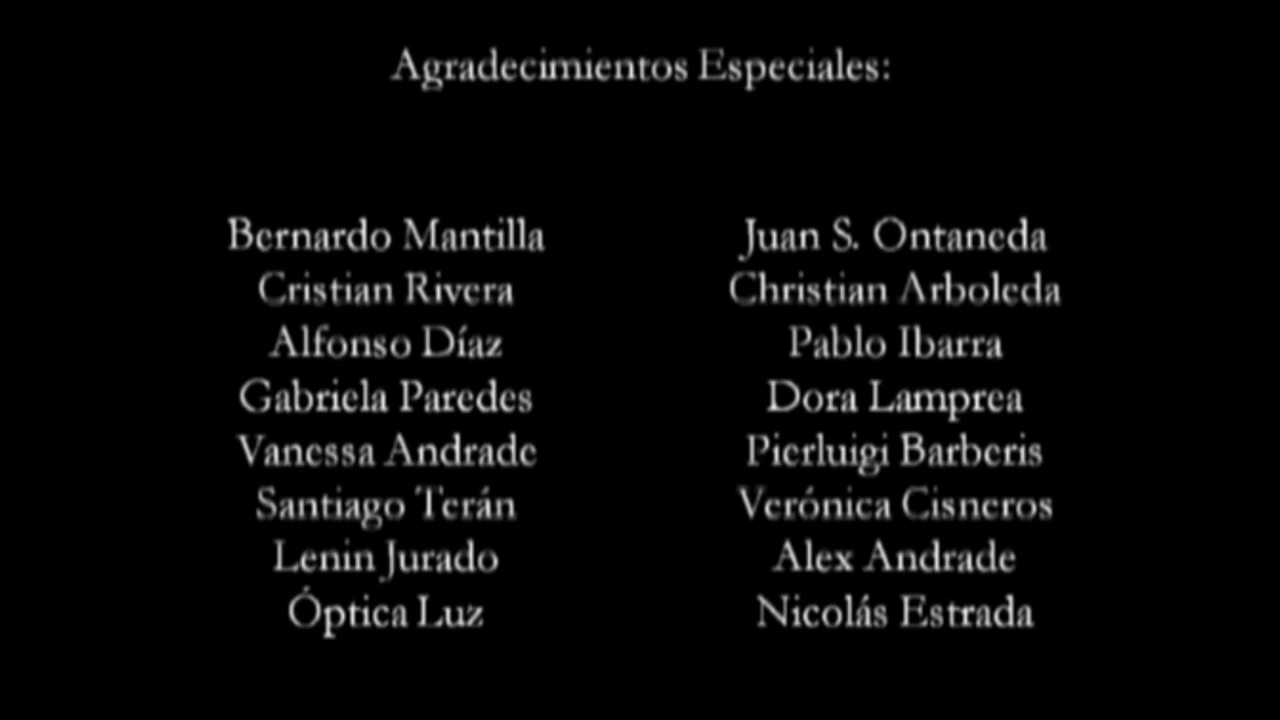 Agradecimientos Especiales:
Bernardo Mantilla
Cristian Rivera
Alfonso Díaz
Gabriela Paredes
Vanessa Andrade
Santiago Terán
Lenin Jurado
Óptica Luz
Juan S. Ontaneda
Christian Arboleda
Pablo Ibarra
Dora Lamprea
Pierluigi Barberis
Verónica Cisneros
Alex Andrade
Nicolás Estrada